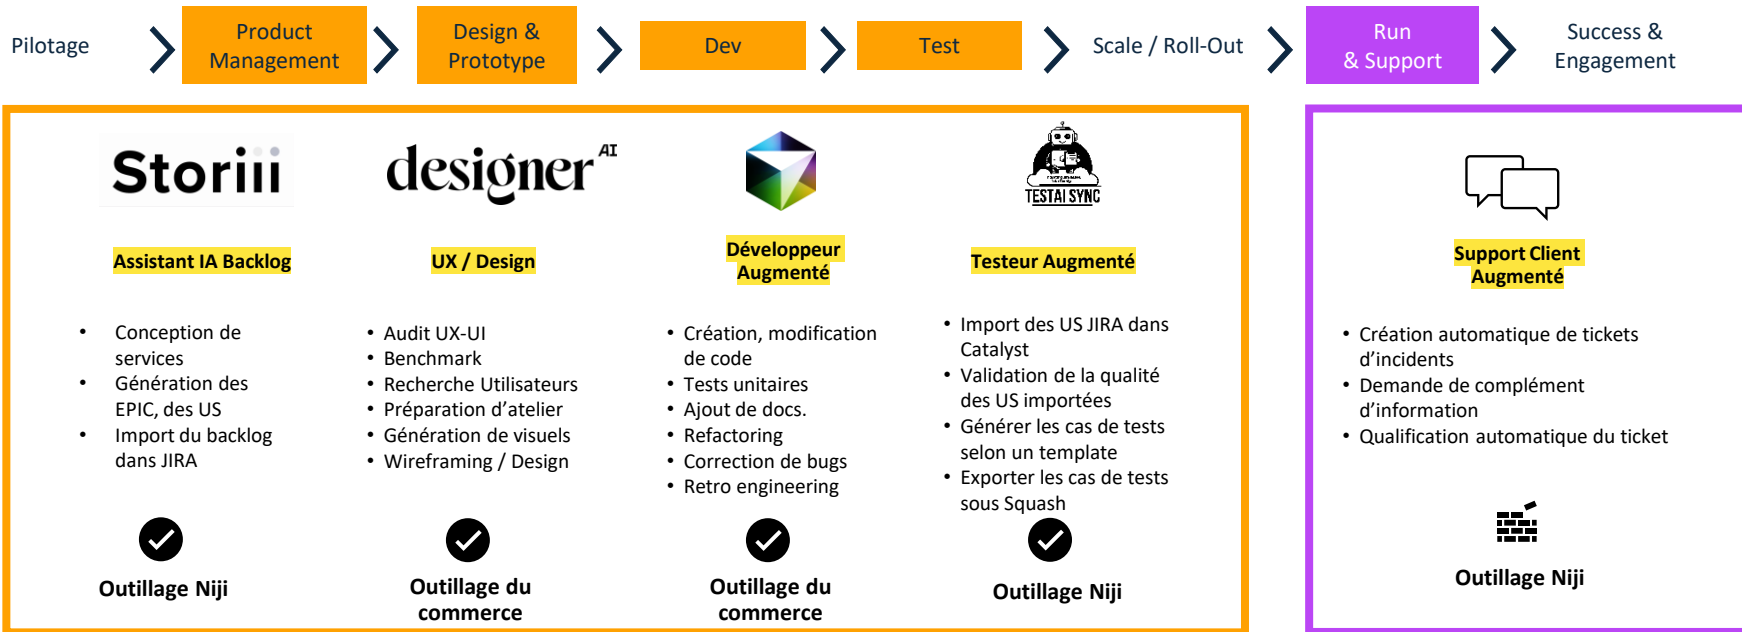 Pilotage
Product
Management
Design &
Prototype
Dev
Test
Scale / Roll-Out
Run
& Support
Success &
Engagement
Storiii
Assistant IA Backlog
• Conception de
services
• Génération des
EPIC, des US
• Import du backlog
dans JIRA
Outillage Niji
designer AI
UX / Design
• Audit UX-UI
• Benchmark
• Recherche Utilisateurs
• Préparation d’atelier
• Génération de visuels
• Wireframing / Design
Outillage du
commerce
Développeur
Augmenté
• Création, modification
de code
• Tests unitaires
• Ajout de docs.
• Refactoring
• Correction de bugs
• Retro engineering
Outillage du
commerce
TESTAI SYNC
Testeur Augmenté
• Import des US JIRA dans
Catalyst
• Validation de la qualité
des US importées
• Générer les cas de tests
selon un template
• Exporter les cas de tests
sous Squash
Outillage Niji
Support Client
Augmenté
• Création automatique de tickets
d’incidents
• Demande de complément
d’information
• Qualification automatique du ticket
Outillage Niji